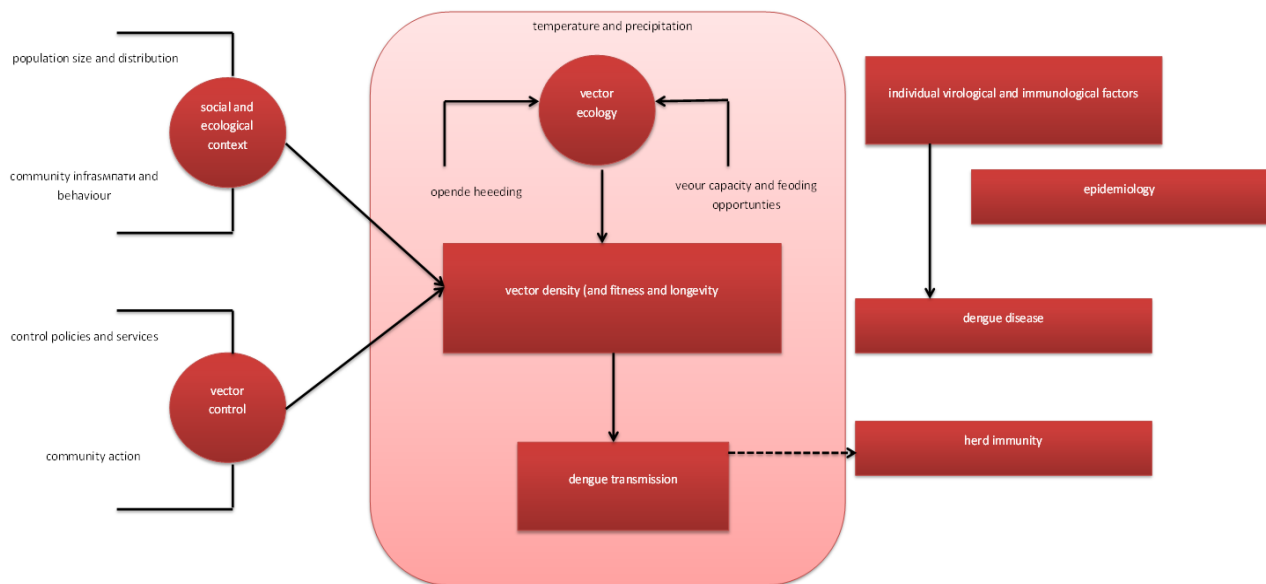 temperature and precipitation
population size and distribution
social and
ecological
context
community infrasмпати and
behaviour
vector
ecology
opende heeeding
veour capacity and feoding
opportunties
individual virological and immunological factors
epidemiology
vector density (and fitness and longevity
dengue disease
control policies and services
vector
control
community action
dengue transmission
herd immunity